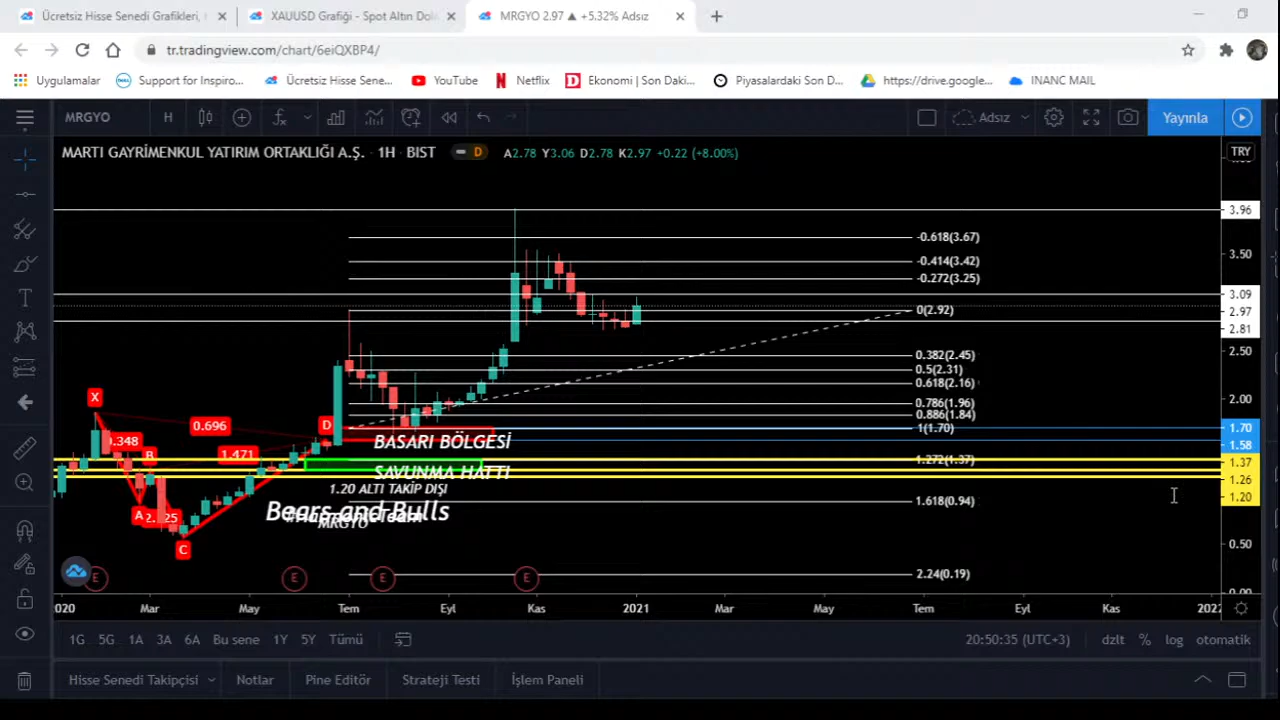 Ücretsiz Hisse Senedi Grafikleri,
XAUUSD Grafiği - Spot Altın Dola
MRGYO 2.97 ▲ +5.32% Adsız
tr.tradingview.com/chart/6eiQXBP4/
Uygulamalar
Support for Inspiro...
Ücretsiz Hisse Sene...
YouTube
Netflix
Ekonomi | Son Daki...
Piyasalardaki Son D...
https://drive.google...
INANC MAIL
MRGYO H
Adsız
Yayınla
MARTI GAYRİMENKUL YATIRIM ORTAKLIĞI A.Ş. · 1H · BIST
D
A2.78 Y3.06 D2.78 K2.97 +0.22 (+8.00%)
TRY
3.96
-0.618(3.67)
-0.414(3.42)
3.50
-0.272(3.25)
3.09
0(2.92)
2.97
2.81
0.382(2.45)
2.50
0.5(2.31)
0.618(2.16)
X
0.786(1.96)
2.00
0.886(1.84)
0.696
D
1(1.70)
1.70
0.348
BASARI BÖLGESİ
1.58
B
1.471
1.272(1.37)
1.37
SAVUNMA HATTI
1.26
1.20 ALTI TAKİP DIŞI
1.20
A
1.618(0.94)
Bears and Bulls
MRGYO
C
0.50
2.24(0.19)
E E E E
0.00
2020 Mar May Tem Eyl Kas 2021 Mar May Tem Eyl Kas 2022
1G 5G 1A 3A 6A Bu sene 1Y 5Y Tümü
20:50:35 (UTC+3)
dzlt % log otomatik
Hisse Senedi Takipçisi
Notlar
Pine Editör
Strateji Testi
İşlem Paneli